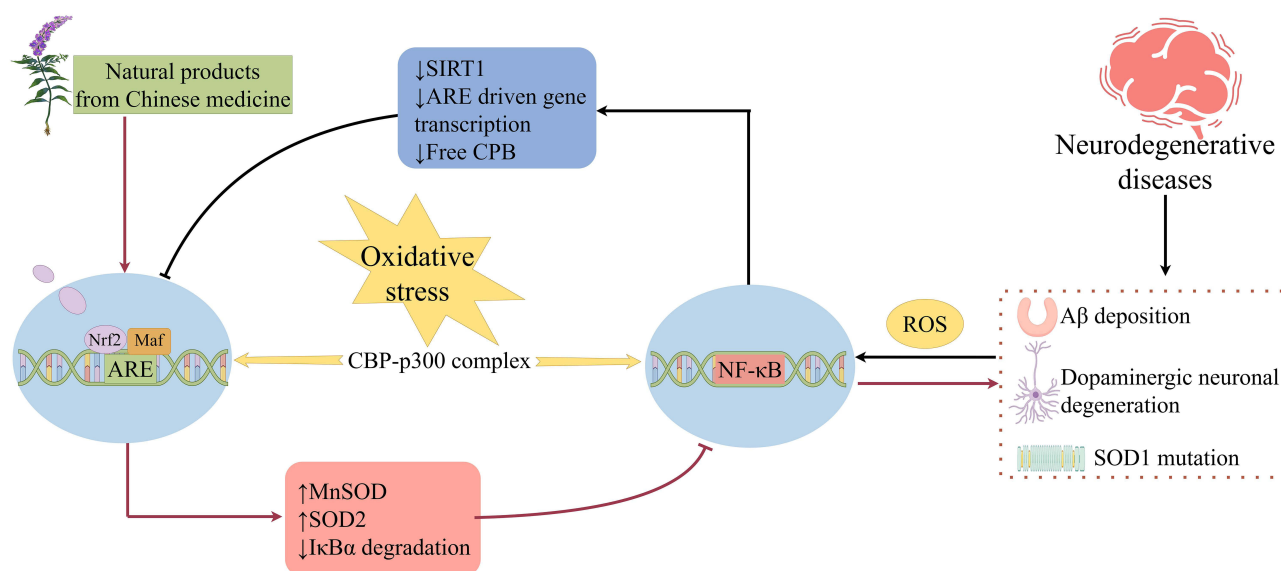 Natural products
from Chinese medicine
↓SIRT1
↓ARE driven gene
transcription
↓Free CPB
Neurodegenerative
diseases
Oxidative
stress
Nrf2
Maf
ARE
CBP-p300 complex
NF-κB
ROS
Aβ deposition
Dopaminergic neuronal
degeneration
SOD1 mutation
↑MnSOD
↑SOD2
↓IκBα degradation